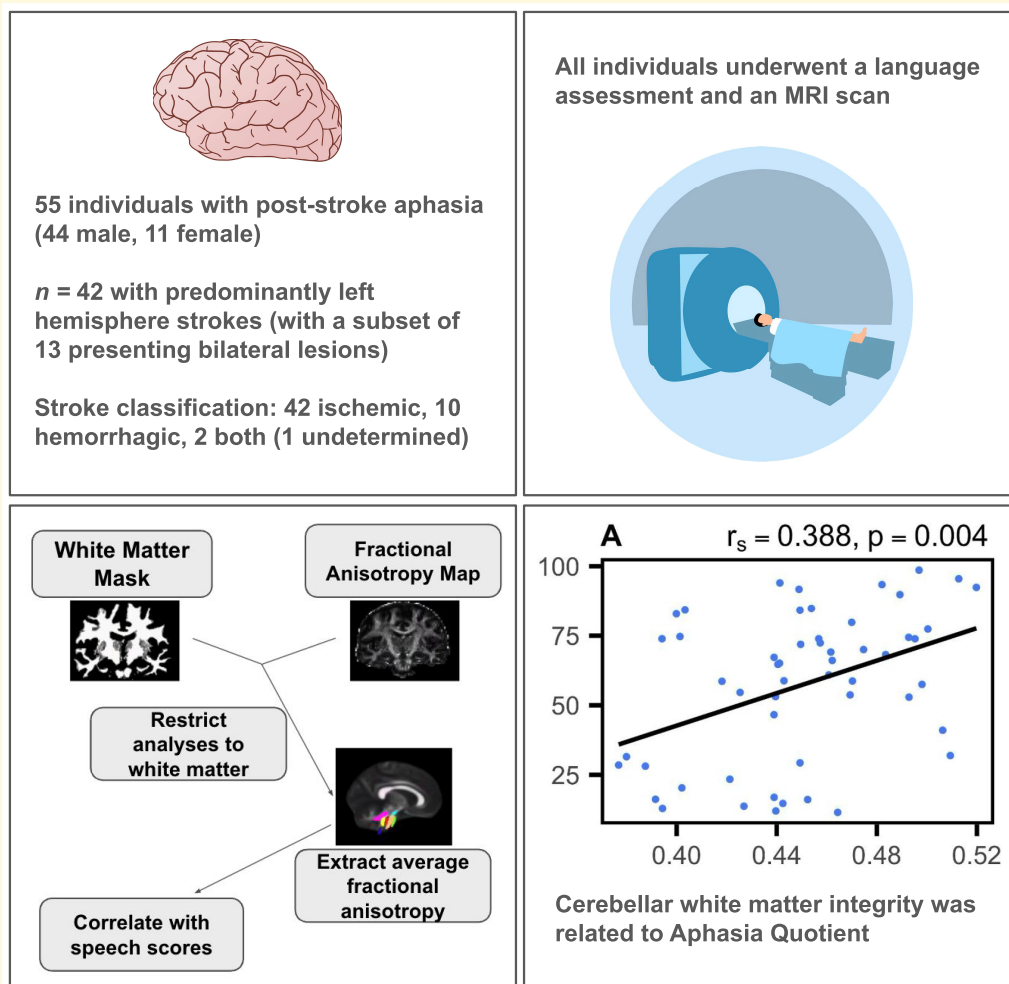 55 individuals with post-stroke aphasia
(44 male, 11 female)
n = 42 with predominantly left
hemisphere strokes (with a subset of
13 presenting bilateral lesions)
Stroke classification: 42 ischemic, 10
hemorrhagic, 2 both (1 undetermined)
All individuals underwent a language
assessment and an MRI scan
White Matter
Mask
Fractional
Anisotropy Map
Restrict
analyses to
white matter
Extract average
fractional
anisotropy
Correlate with
speech scores
A
rs = 0.388, p = 0.004
100
75
50
25
0.40 0.44 0.48 0.52
Cerebellar white matter integrity was
related to Aphasia Quotient